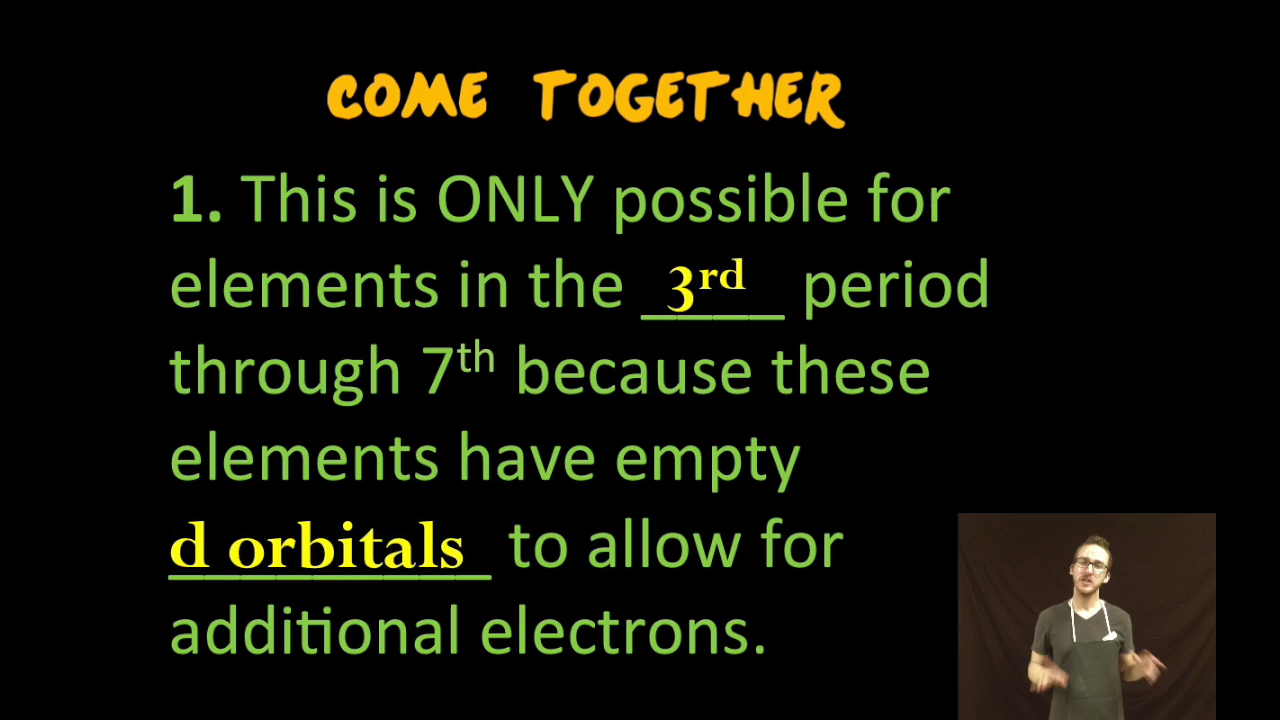 COME TOGETHER
1. This is ONLY possible for
elements in the 3rd period
through 7th because these
elements have empty
d orbitals to allow for
additional electrons.